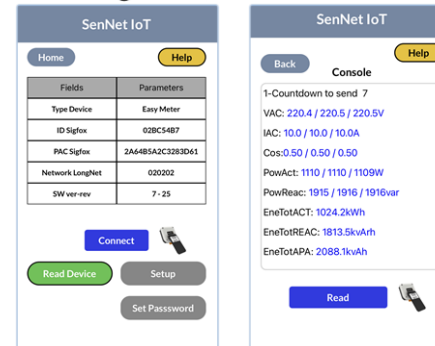 SenNet IoT
Home
Help
Fields Parameters
Type Device Easy Meter
ID Sigfox 02BC54B7
PAC Sigfox 2A64B5A2C3283D61
Network LongNet 020202
SW ver-rev 7 - 25
Connect
Read Device
Setup
Set Passsword
SenNet IoT
Help
Back
Console
1-Countdown to send 7
VAC: 220.4 / 220.5 / 220.5V
IAC: 10.0 / 10.0 / 10.0A
Cos:0.50 / 0.50 / 0.50
PowAct: 1110 / 1110 / 1109W
PowReac: 1915 / 1916 / 1916var
EneTotACT: 1024.2kWh
EneTotREAC: 1813.5kvArh
EneTotAPA: 2088.1kvAh
Read